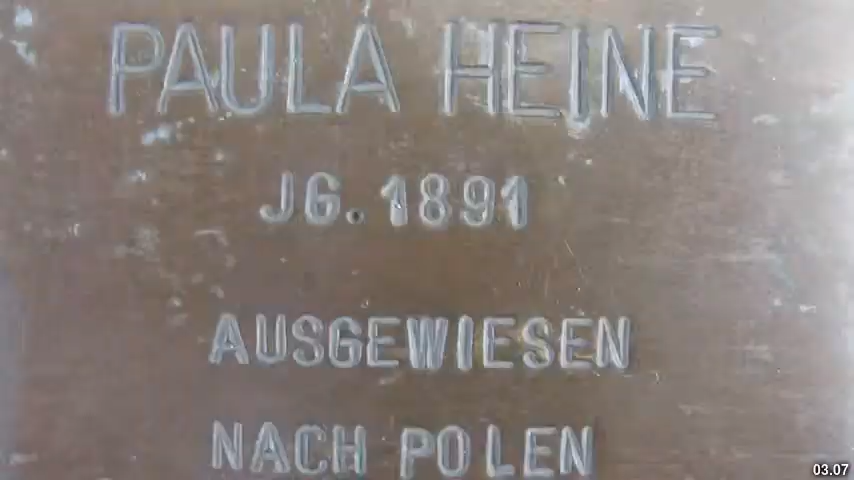 PAULA HEINE
JG. 1891
AUSGEWIESEN
NACH POLEN
03.07